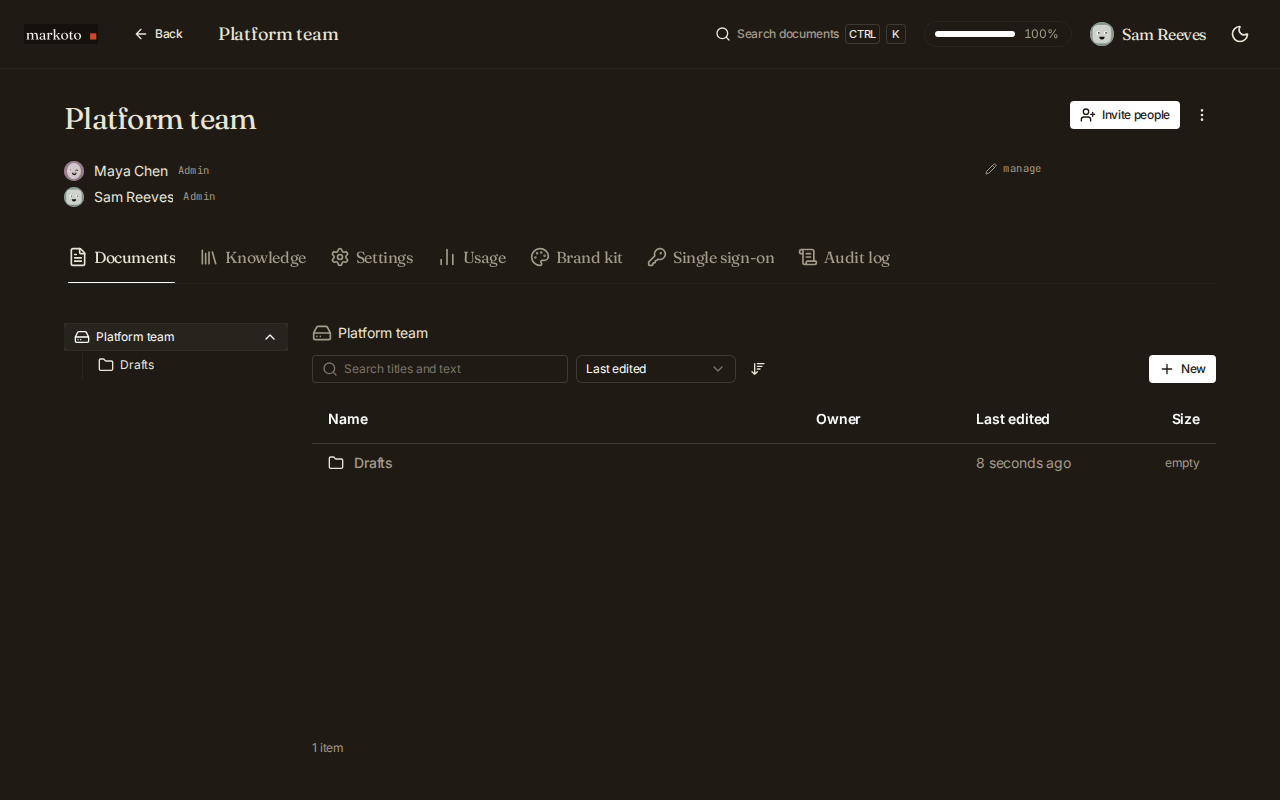 markoto
Back
Platform team
Search documents CTRL K
100%
Sam Reeves
Platform team
Invite people
Maya Chen Admin
manage
Sam Reeves Admin
Documents
Knowledge
Settings
Usage
Brand kit
Single sign-on
Audit log
Platform team
Drafts
Platform team
Search titles and text
Last edited
New
Name
Owner
Last edited
Size
Drafts
8 seconds ago
empty
1 item